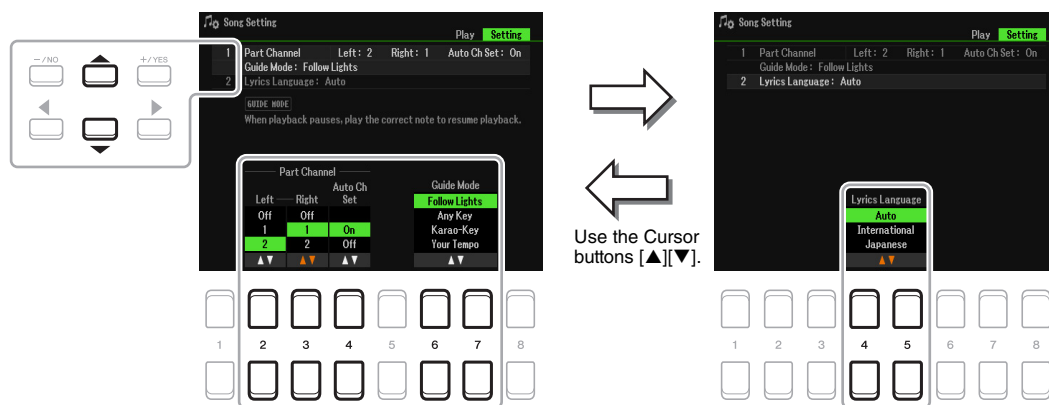 Song Setting
Play Setting
1 Part Channel Left: 2 Right: 1 Auto Ch Set: On
Guide Mode: Follow Lights
2 Lyrics Language: Auto
GUIDE MODE
When playback pauses, play the correct note to resume playback.
Part Channel
Left Right Auto Ch Set
Off Off
1 1 On
2 2 Off
▲▼ ▲▼ ▲▼
Guide Mode
Follow Lights
Any Key
Karao-Key
Your Tempo
▲▼
-/NO +/YES
1 2 3 4 5 6 7 8
Use the Cursor
buttons [▲][▼].
Song Setting
Play Setting
1 Part Channel Left: 2 Right: 1 Auto Ch Set: On
Guide Mode: Follow Lights
2 Lyrics Language: Auto
Lyrics Language
Auto
International
Japanese
▲▼
1 2 3 4 5 6 7 8